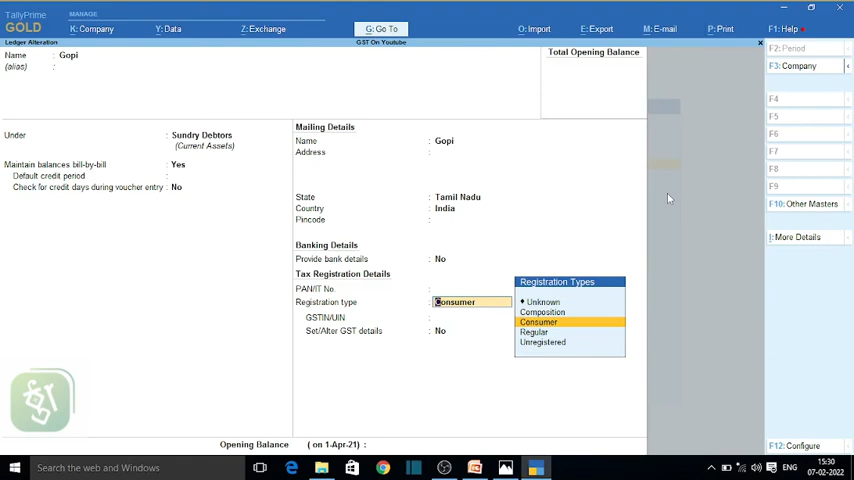 TallyPrime
GOLD
MANAGE
K: Company
Y: Data
Z: Exchange
G: Go To
O: Import
E: Export
M: E-mail
P: Print
F1: Help
Ledger Alteration
GST On Youtube
Name : Gopi
(alias) :
Total Opening Balance
Under : Sundry Debtors
(Current Assets)
Maintain balances bill-by-bill : Yes
Default credit period :
Check for credit days during voucher entry : No
Mailing Details
Name : Gopi
Address :
State : Tamil Nadu
Country : India
Pincode :
Banking Details
Provide bank details : No
Tax Registration Details
PAN/IT No. :
Registration type : Consumer
GSTIN/UIN :
Set/Alter GST details : No
Registration Types
♦ Unknown
Composition
Consumer
Regular
Unregistered
Opening Balance ( on 1-Apr-21) :
F2: Period
F3: Company
F4
F5
F6
F7
F8
F9
F10: Other Masters
I: More Details
F12: Configure
Search the web and Windows
ENG
15:30
07-02-2022